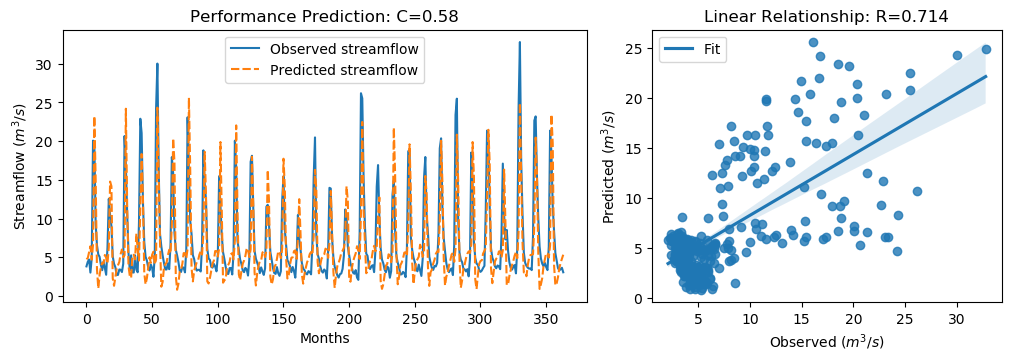 Performance Prediction: C=0.58
Observed streamflow
Predicted streamflow
Streamflow (m³/s)
30
25
20
15
10
5
0
0 50 100 150 200 250 300 350
Months
Linear Relationship: R=0.714
Fit
Predicted (m³/s)
25
20
15
10
5
0
5 10 15 20 25 30
Observed (m³/s)